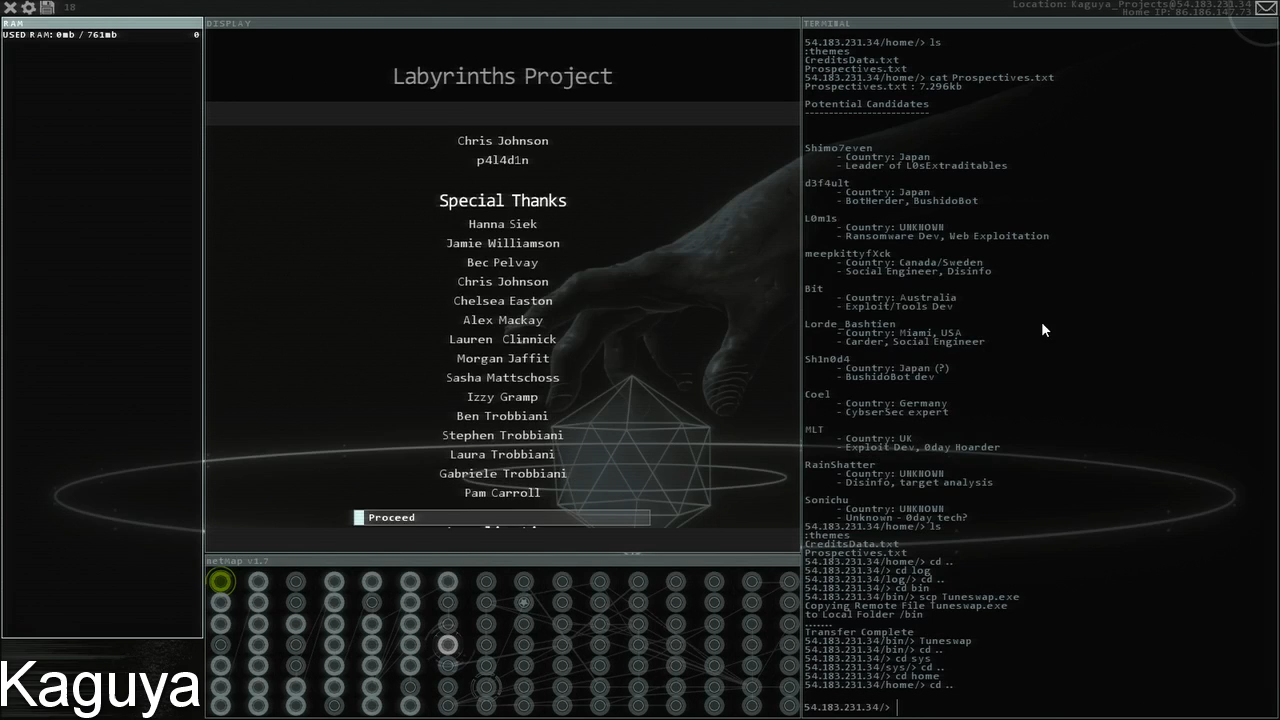 18
Location: Kaguya_Projects@54.183.231.34
Home IP: 86.186.147.73
RAM
USED RAM: 0mb / 761mb
0
Kaguya
DISPLAY
Labyrinths Project
Chris Johnson
p4l4d1n
Special Thanks
Hanna Siek
Jamie Williamson
Bec Pelvay
Chris Johnson
Chelsea Easton
Alex Mackay
Lauren Clinnick
Morgan Jaffit
Sasha Mattschoss
Izzy Gramp
Ben Trobbiani
Stephen Trobbiani
Laura Trobbiani
Gabriele Trobbiani
Pam Carroll
Proceed
netMap v1.7
TERMINAL
54.183.231.34/home/> ls
:themes
CreditsData.txt
Prospectives.txt
54.183.231.34/home/> cat Prospectives.txt
Prospectives.txt : 7.296kb
Potential Candidates
-------------------------
Shimo7even
- Country: Japan
- Leader of L0sExtraditables
d3f4ult
- Country: Japan
- BotHerder, BushidoBot
L0m1s
- Country: UNKNOWN
- Ransomware Dev, Web Exploitation
meepkittyfXck
- Country: Canada/Sweden
- Social Engineer, Disinfo
Bit
- Country: Australia
- Exploit/Tools Dev
Lorde_Bashtien
- Country: Miami, USA
- Carder, Social Engineer
Sh1n0d4
- Country: Japan (?)
- BushidoBot dev
Coel
- Country: Germany
- CybserSec expert
MLT
- Country: UK
- Exploit Dev, 0day Hoarder
RainShatter
- Country: UNKNOWN
- Disinfo, target analysis
Sonichu
- Country: UNKNOWN
- Unknown - 0day tech?
54.183.231.34/home/> ls
:themes
CreditsData.txt
Prospectives.txt
54.183.231.34/home/> cd ..
54.183.231.34/> cd log
54.183.231.34/log/> cd ..
54.183.231.34/> cd bin
54.183.231.34/bin/> scp Tuneswap.exe
Copying Remote File Tuneswap.exe
to Local Folder /bin
.......
Transfer Complete
54.183.231.34/bin/> Tuneswap
54.183.231.34/bin/> cd ..
54.183.231.34/> cd sys
54.183.231.34/sys/> cd ..
54.183.231.34/> cd home
54.183.231.34/home/> cd ..
54.183.231.34/>